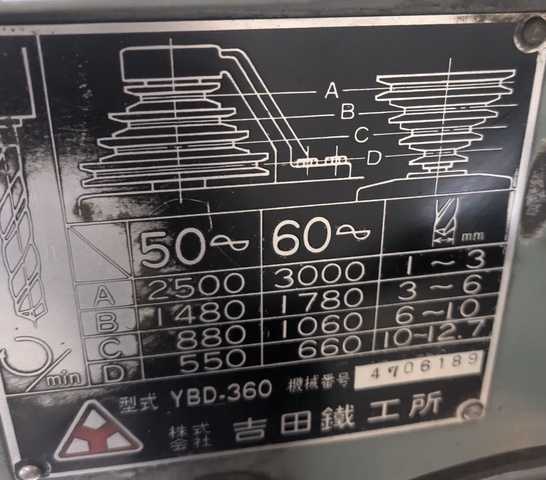 A
B
C
D
50~ 60~ mm
A 2500 3000 1~3
B 1480 1780 3~6
C 880 1060 6~10
D 550 660 10~12.7
/min
型式 YBD-360 機械番号 4706189
株式会社 吉田鐵工所